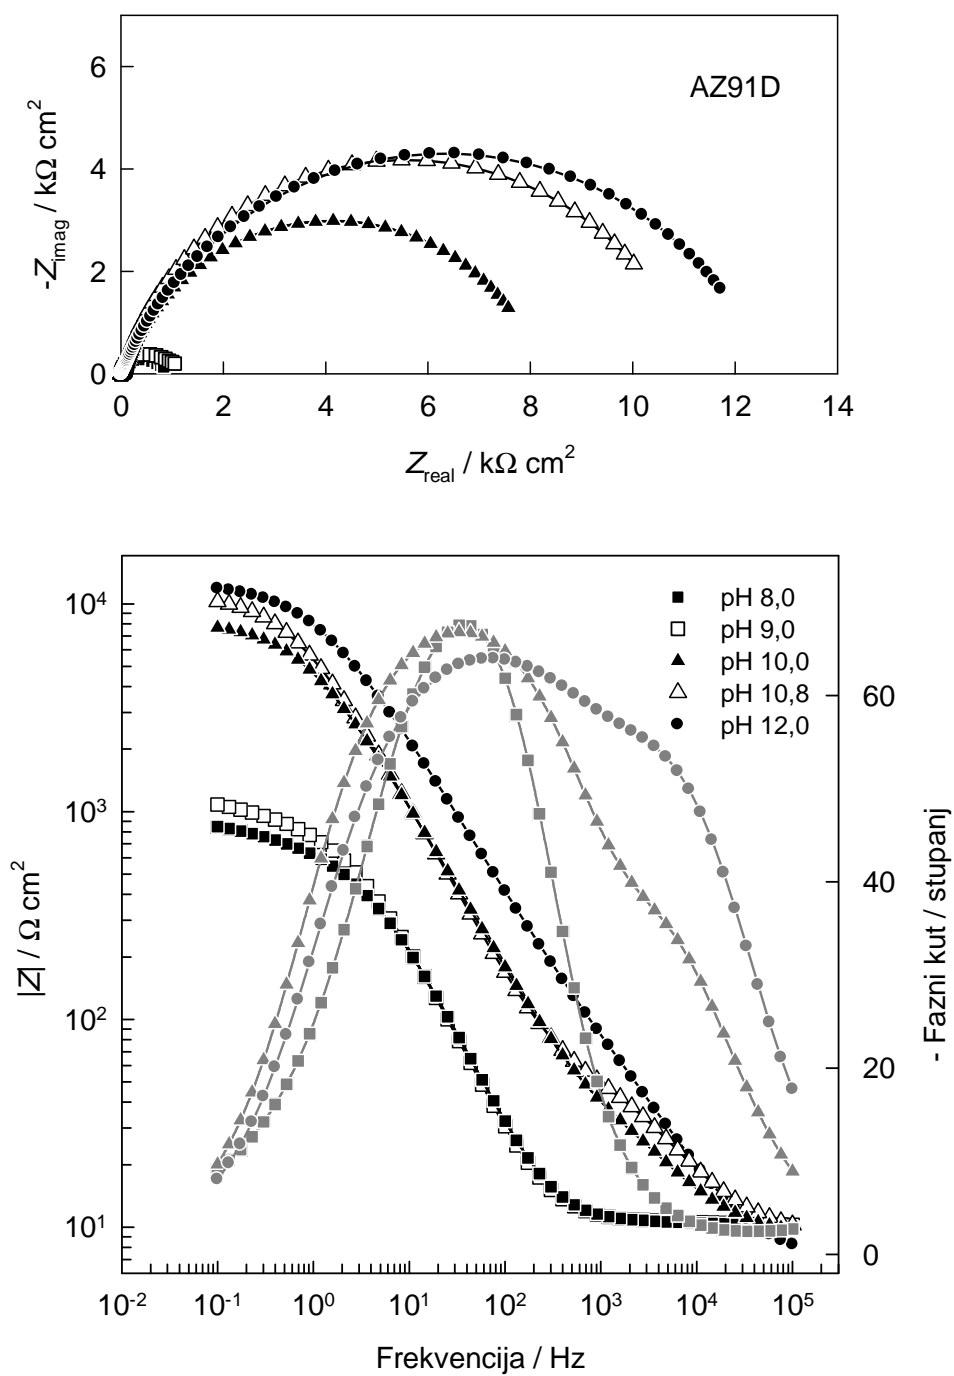 6
4
2
0
-Zimag / kΩ cm2
AZ91D
0 2 4 6 8 10 12 14
Zreal / kΩ cm2
104
103
102
101
|Z| / Ω cm2
pH 8,0
pH 9,0
pH 10,0
pH 10,8
pH 12,0
60
40
20
0
- Fazni kut / stupanj
10-2 10-1 100 101 102 103 104 105
Frekvencija / Hz